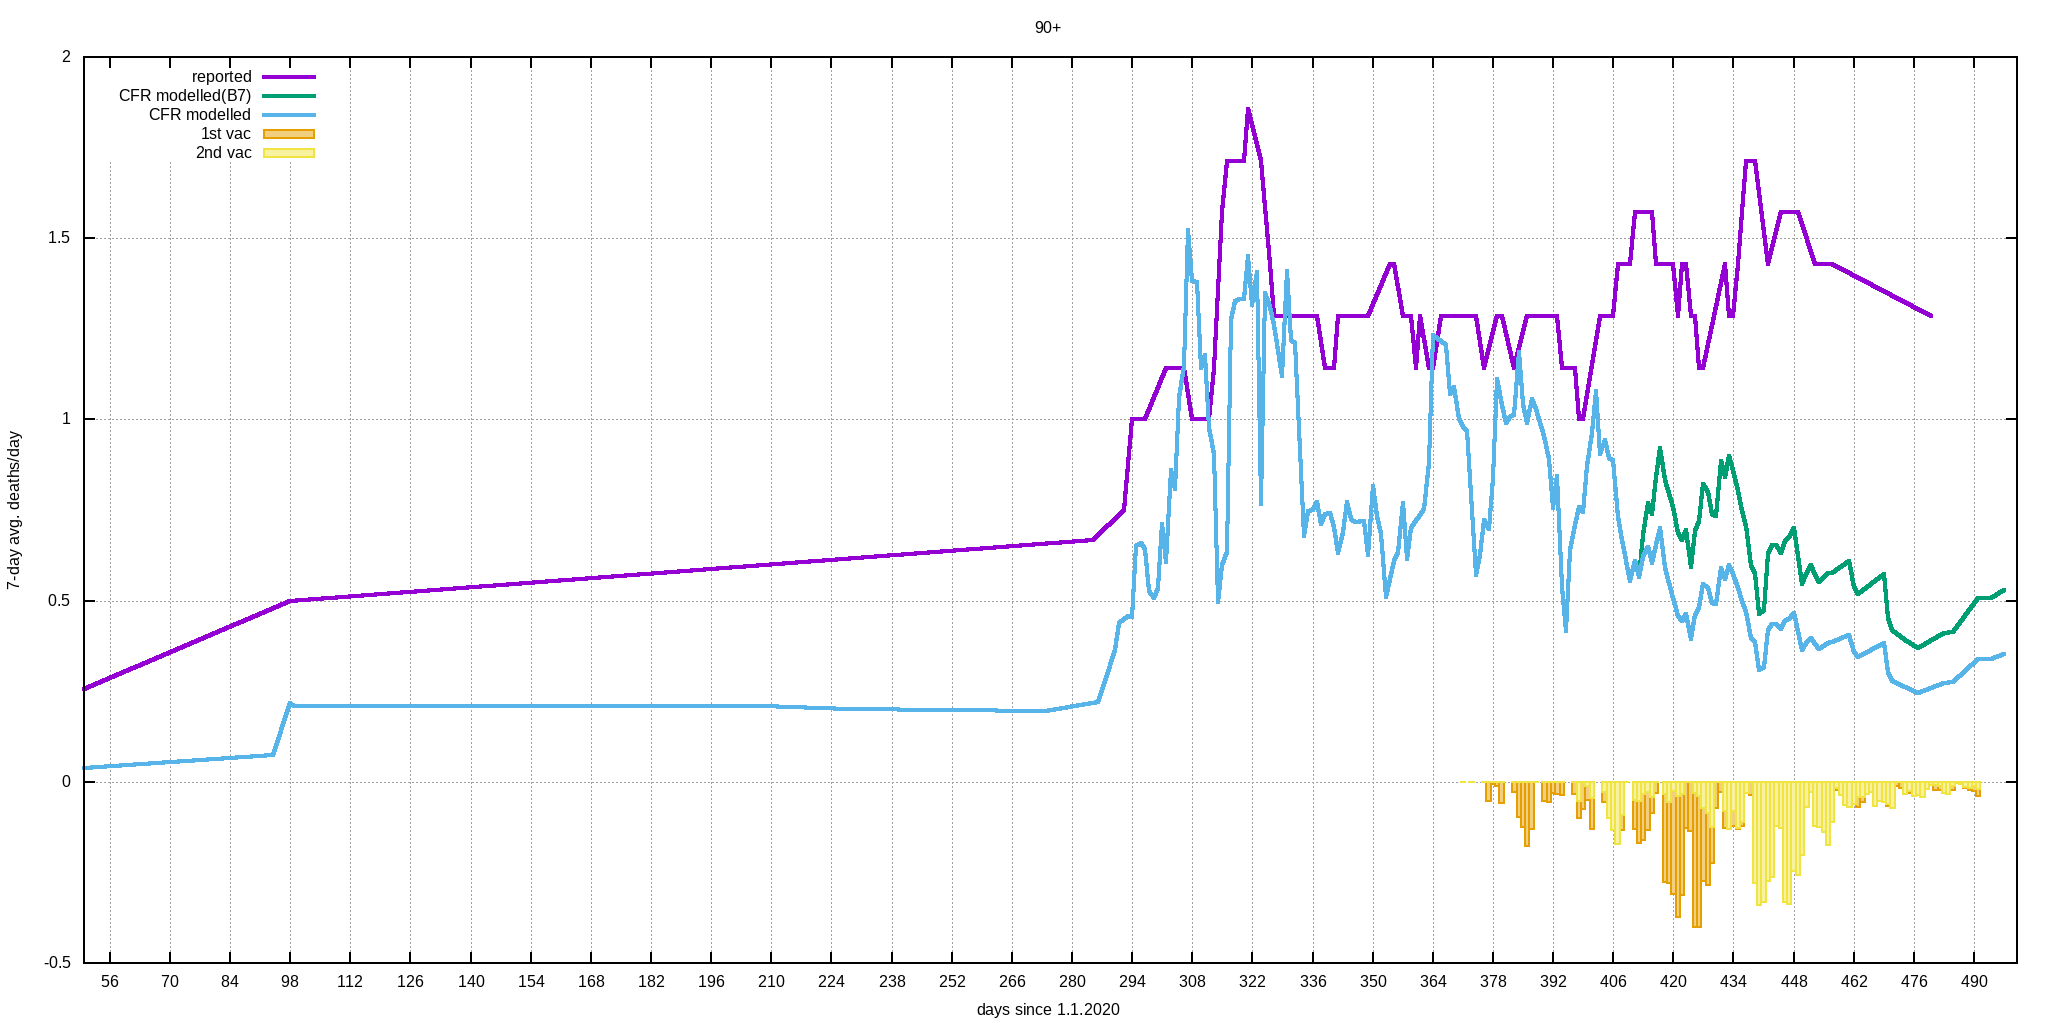 90+
reported
CFR modelled(B7)
CFR modelled
1st vac
2nd vac
2
1.5
1
0.5
0
-0.5
7-day avg. deaths/day
56 70 84 98 112 126 140 154 168 182 196 210 224 238 252 266 280 294 308 322 336 350 364 378 392 406 420 434 448 462 476 490
days since 1.1.2020